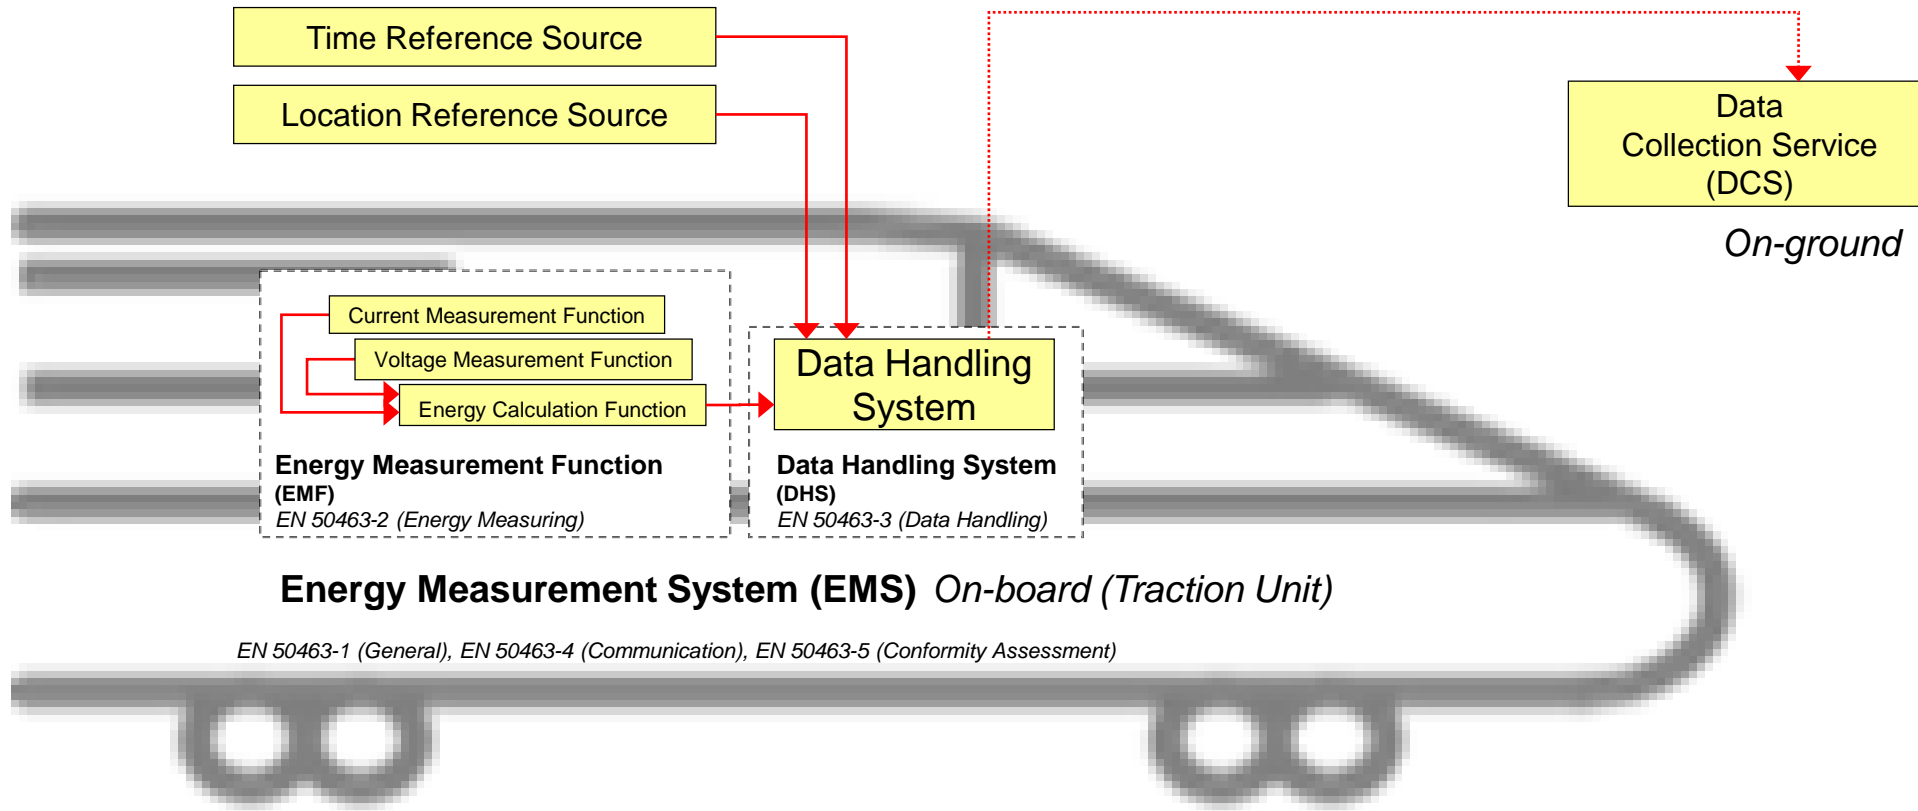 Time Reference Source
Location Reference Source
Data
Collection Service
(DCS)
On-ground
Current Measurement Function
Voltage Measurement Function
Energy Calculation Function
Data Handling
System
Energy Measurement Function
(EMF)
EN 50463-2 (Energy Measuring)
Data Handling System
(DHS)
EN 50463-3 (Data Handling)
Energy Measurement System (EMS) On-board (Traction Unit)
EN 50463-1 (General), EN 50463-4 (Communication), EN 50463-5 (Conformity Assessment)